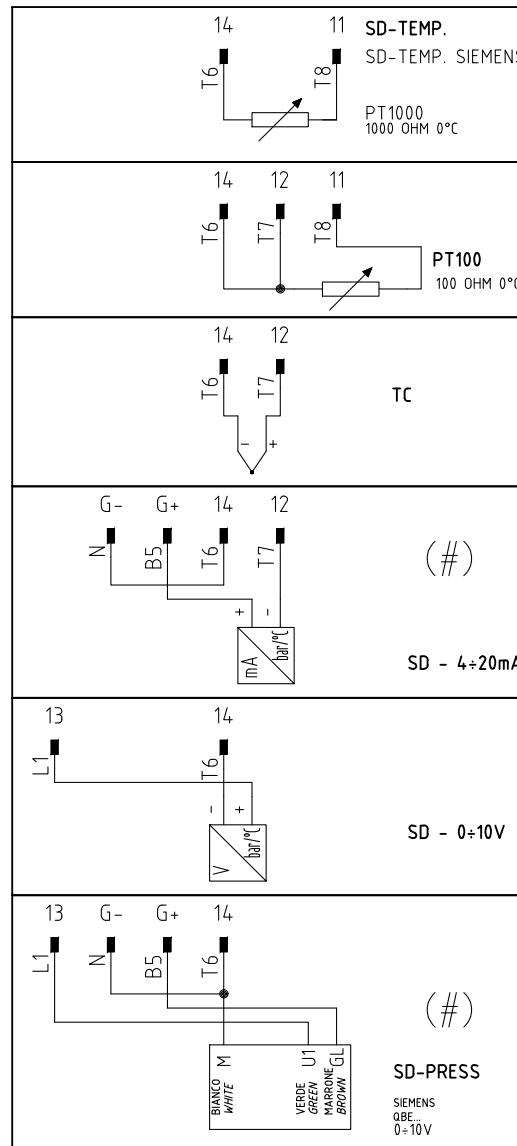 14 11 SD-TEMP.
T6 T8 SD-TEMP. SIEMENS
PT1000
1000 OHM 0°C
14 12 11
T6 T7 T8
PT100
100 OHM 0°C
14 12
T6 T7
TC
- +
G- G+ 14 12
N B5 T6 T7
(#)
+ -
mA bar/°C
SD - 4÷20mA
13 14
L1 T6
- +
V bar/°C
SD - 0÷10V
13 G- G+ 14
L1 N B5 T6
(#)
M U1 GL
BIANCO VERDE MARRONE
WHITE GREEN BROWN
SD-PRESS
SIEMENS
QBE...
0÷10V